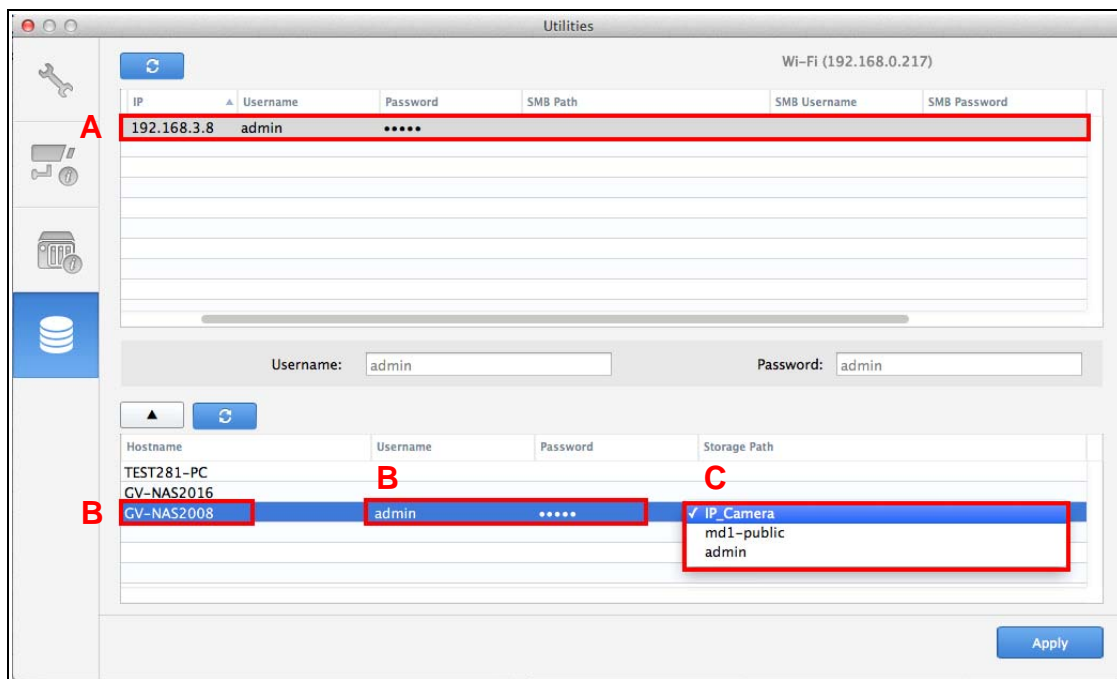 Utilities
Wi-Fi (192.168.0.217)
IP Username Password SMB Path SMB Username SMB Password
A 192.168.3.8 admin •••••
Username: admin Password: admin
Hostname Username Password Storage Path
TEST281-PC B C
GV-NAS2016
B GV-NAS2008 admin ••••• ✓ IP_Camera
md1-public
admin
Apply